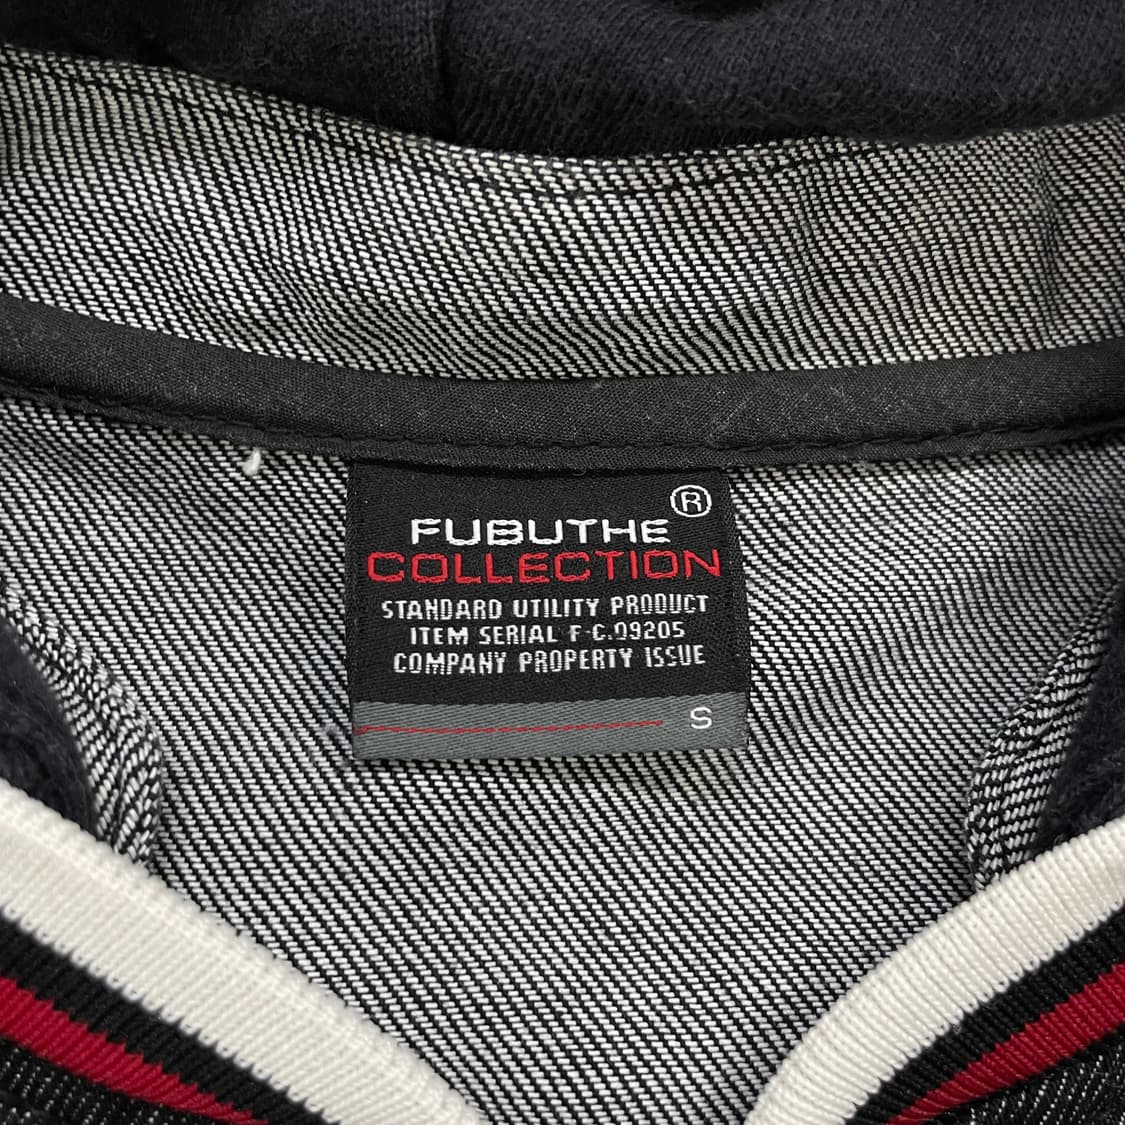 ®
FUBUTHE
COLLECTION
STANDARD UTILITY PRODUCT
ITEM SERIAL F-C.09205
COMPANY PROPERTY ISSUE
S